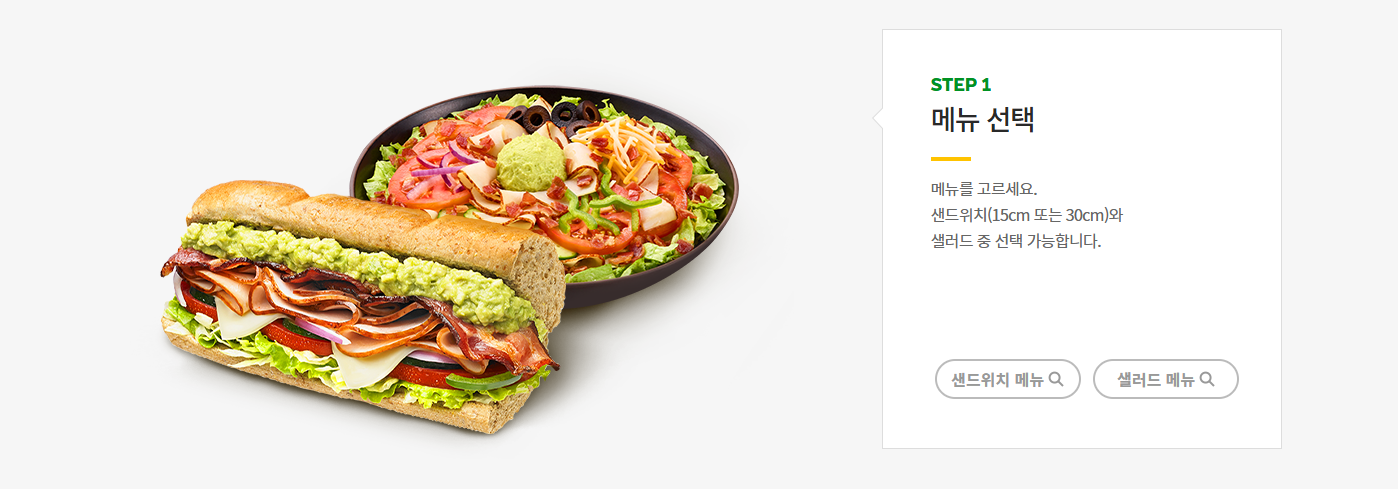 STEP 1
메뉴 선택
메뉴를 고르세요.
샌드위치(15cm 또는 30cm)와
샐러드 중 선택 가능합니다.
샌드위치 메뉴
샐러드 메뉴